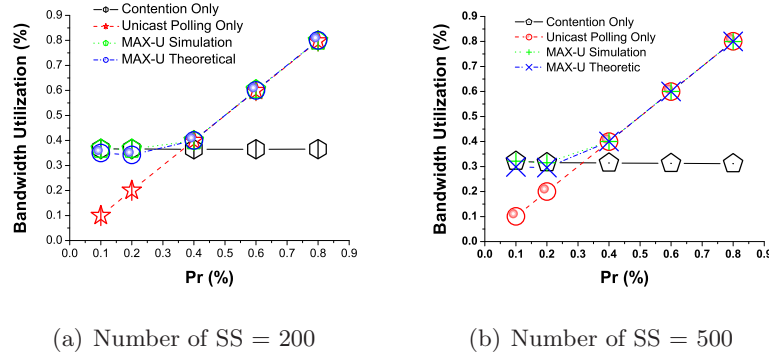 Contention Only
Unicast Polling Only
MAX-U Simulation
MAX-U Theoretical
Bandwidth Utilization (%)
0.9
0.8
0.7
0.6
0.5
0.4
0.3
0.2
0.1
0.0
0.0 0.1 0.2 0.3 0.4 0.5 0.6 0.7 0.8 0.9
Pr (%)
(a) Number of SS = 200
Contention Only
Unicast Polling Only
MAX-U Simulation
MAX-U Theoretic
Bandwidth Utilization (%)
0.9
0.8
0.7
0.6
0.5
0.4
0.3
0.2
0.1
0.0 0.1 0.2 0.3 0.4 0.5 0.6 0.7 0.8 0.9
Pr (%)
(b) Number of SS = 500